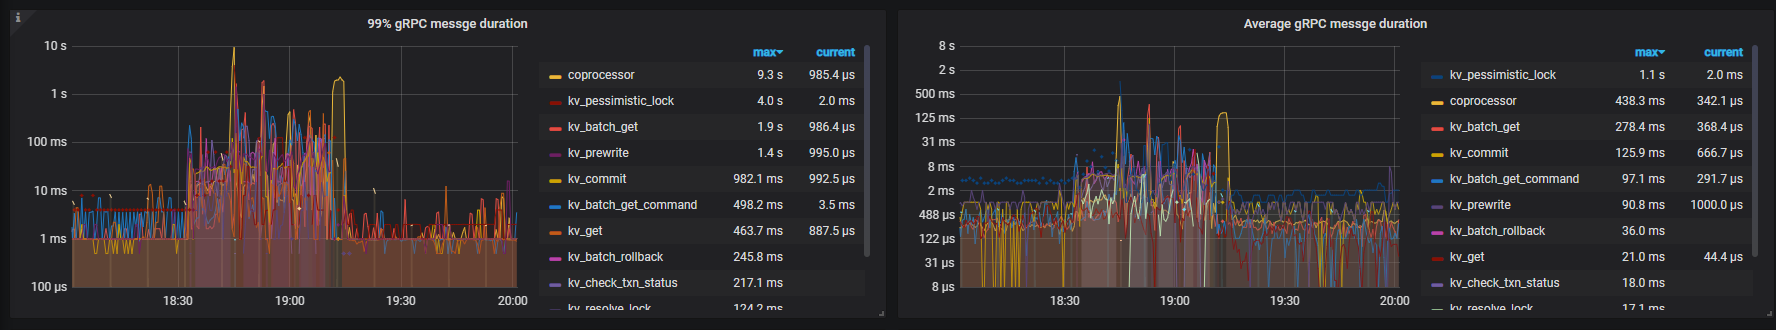 i
99% gRPC messge duration
10 s
1 s
100 ms
10 ms
1 ms
100 µs
18:30
19:00
19:30
20:00
max
current
coprocessor 9.3 s 985.4 µs
kv_pessimistic_lock 4.0 s 2.0 ms
kv_batch_get 1.9 s 986.4 µs
kv_prewrite 1.4 s 995.0 µs
kv_commit 982.1 ms 992.5 µs
kv_batch_get_command 498.2 ms 3.5 ms
kv_get 463.7 ms 887.5 µs
kv_batch_rollback 245.8 ms
kv_check_txn_status 217.1 ms
kv_resolve_lock 124.2 ms
Average gRPC messge duration
8 s
2 s
500 ms
125 ms
31 ms
8 ms
2 ms
488 µs
122 µs
31 µs
8 µs
18:30
19:00
19:30
20:00
max
current
kv_pessimistic_lock 1.1 s 2.0 ms
coprocessor 438.3 ms 342.1 µs
kv_batch_get 278.4 ms 368.4 µs
kv_commit 125.9 ms 666.7 µs
kv_batch_get_command 97.1 ms 291.7 µs
kv_prewrite 90.8 ms 1000.0 µs
kv_batch_rollback 36.0 ms
kv_get 21.0 ms 44.4 µs
kv_check_txn_status 18.0 ms
kv_resolve_lock 17.1 ms